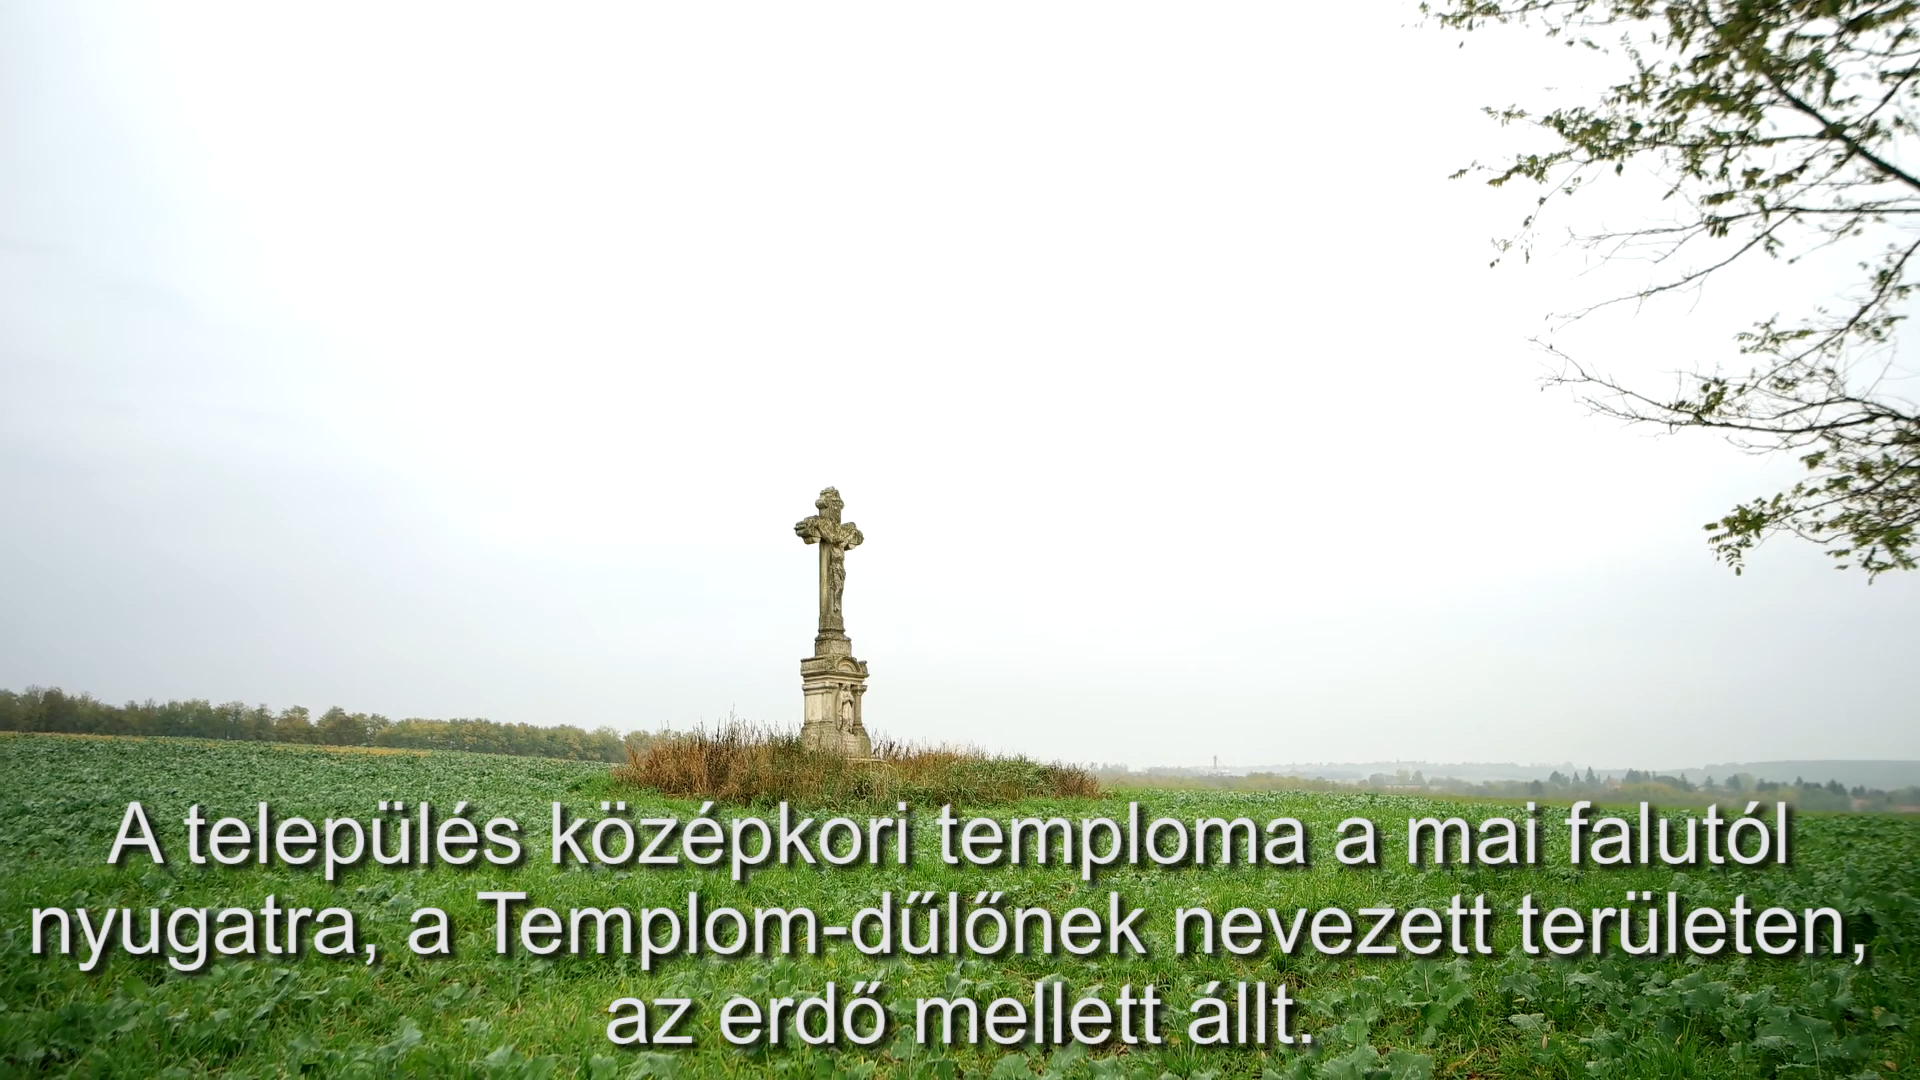 A település középkori temploma a mai falutól
nyugatra, a Templom-dűlőnek nevezett területen,
az erdő mellett állt.